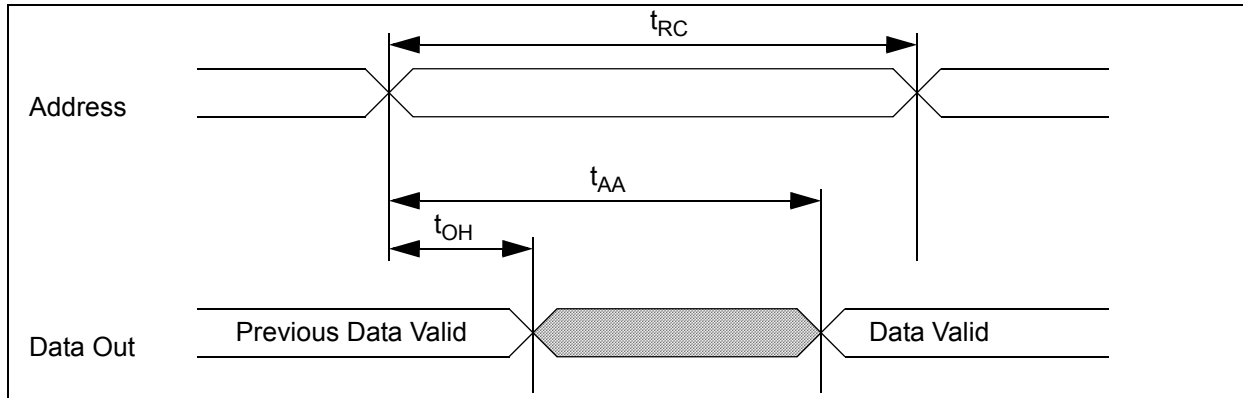 tRC
Address
tAA
tOH
Previous Data Valid
Data Valid
Data Out